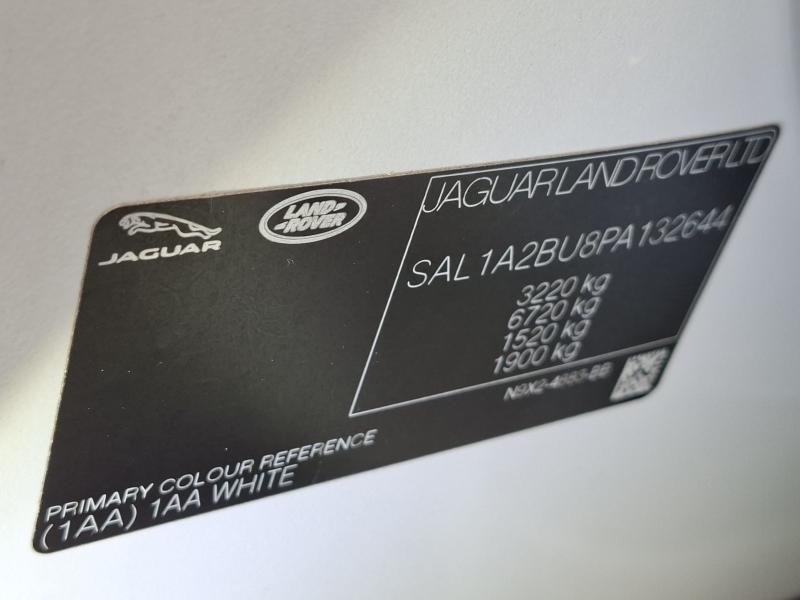 JAGUAR
LAND-
-ROVER
JAGUAR LAND ROVER LTD
SAL1A2BU8PA132644
3220 kg
6720 kg
1520 kg
1900 kg
N9X2-4883-BB
PRIMARY COLOUR REFERENCE
(1AA) 1AA WHITE